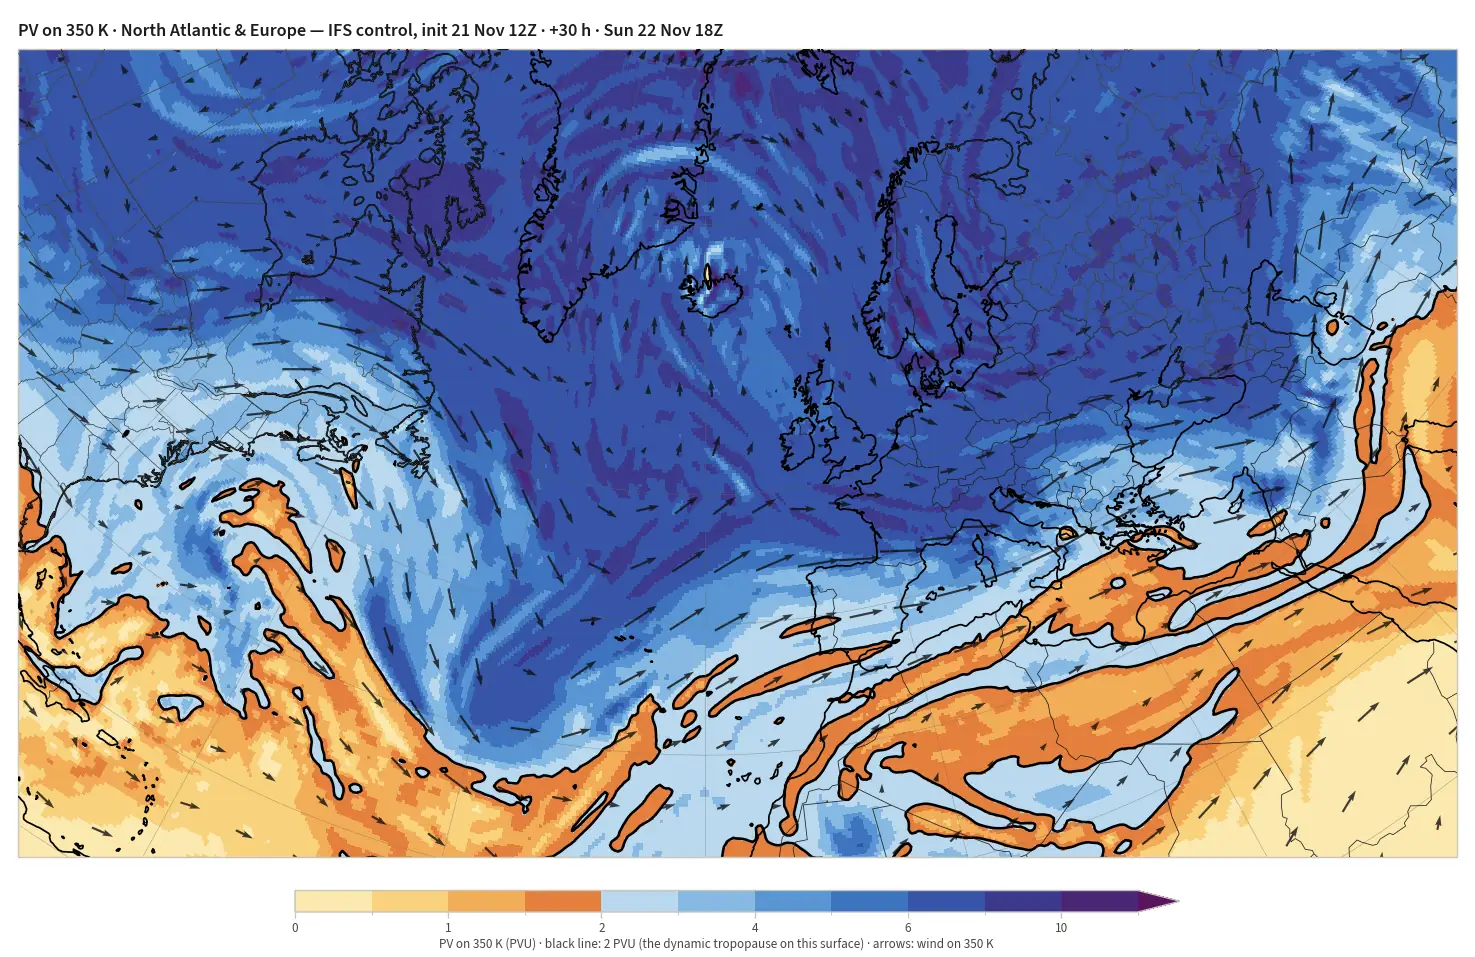 PV on 350 K · North Atlantic & Europe — IFS control, init 21 Nov 12Z · +30 h · Sun 22 Nov 18Z
0 1 2 4 6 10
PV on 350 K (PVU) · black line: 2 PVU (the dynamic tropopause on this surface) · arrows: wind on 350 K